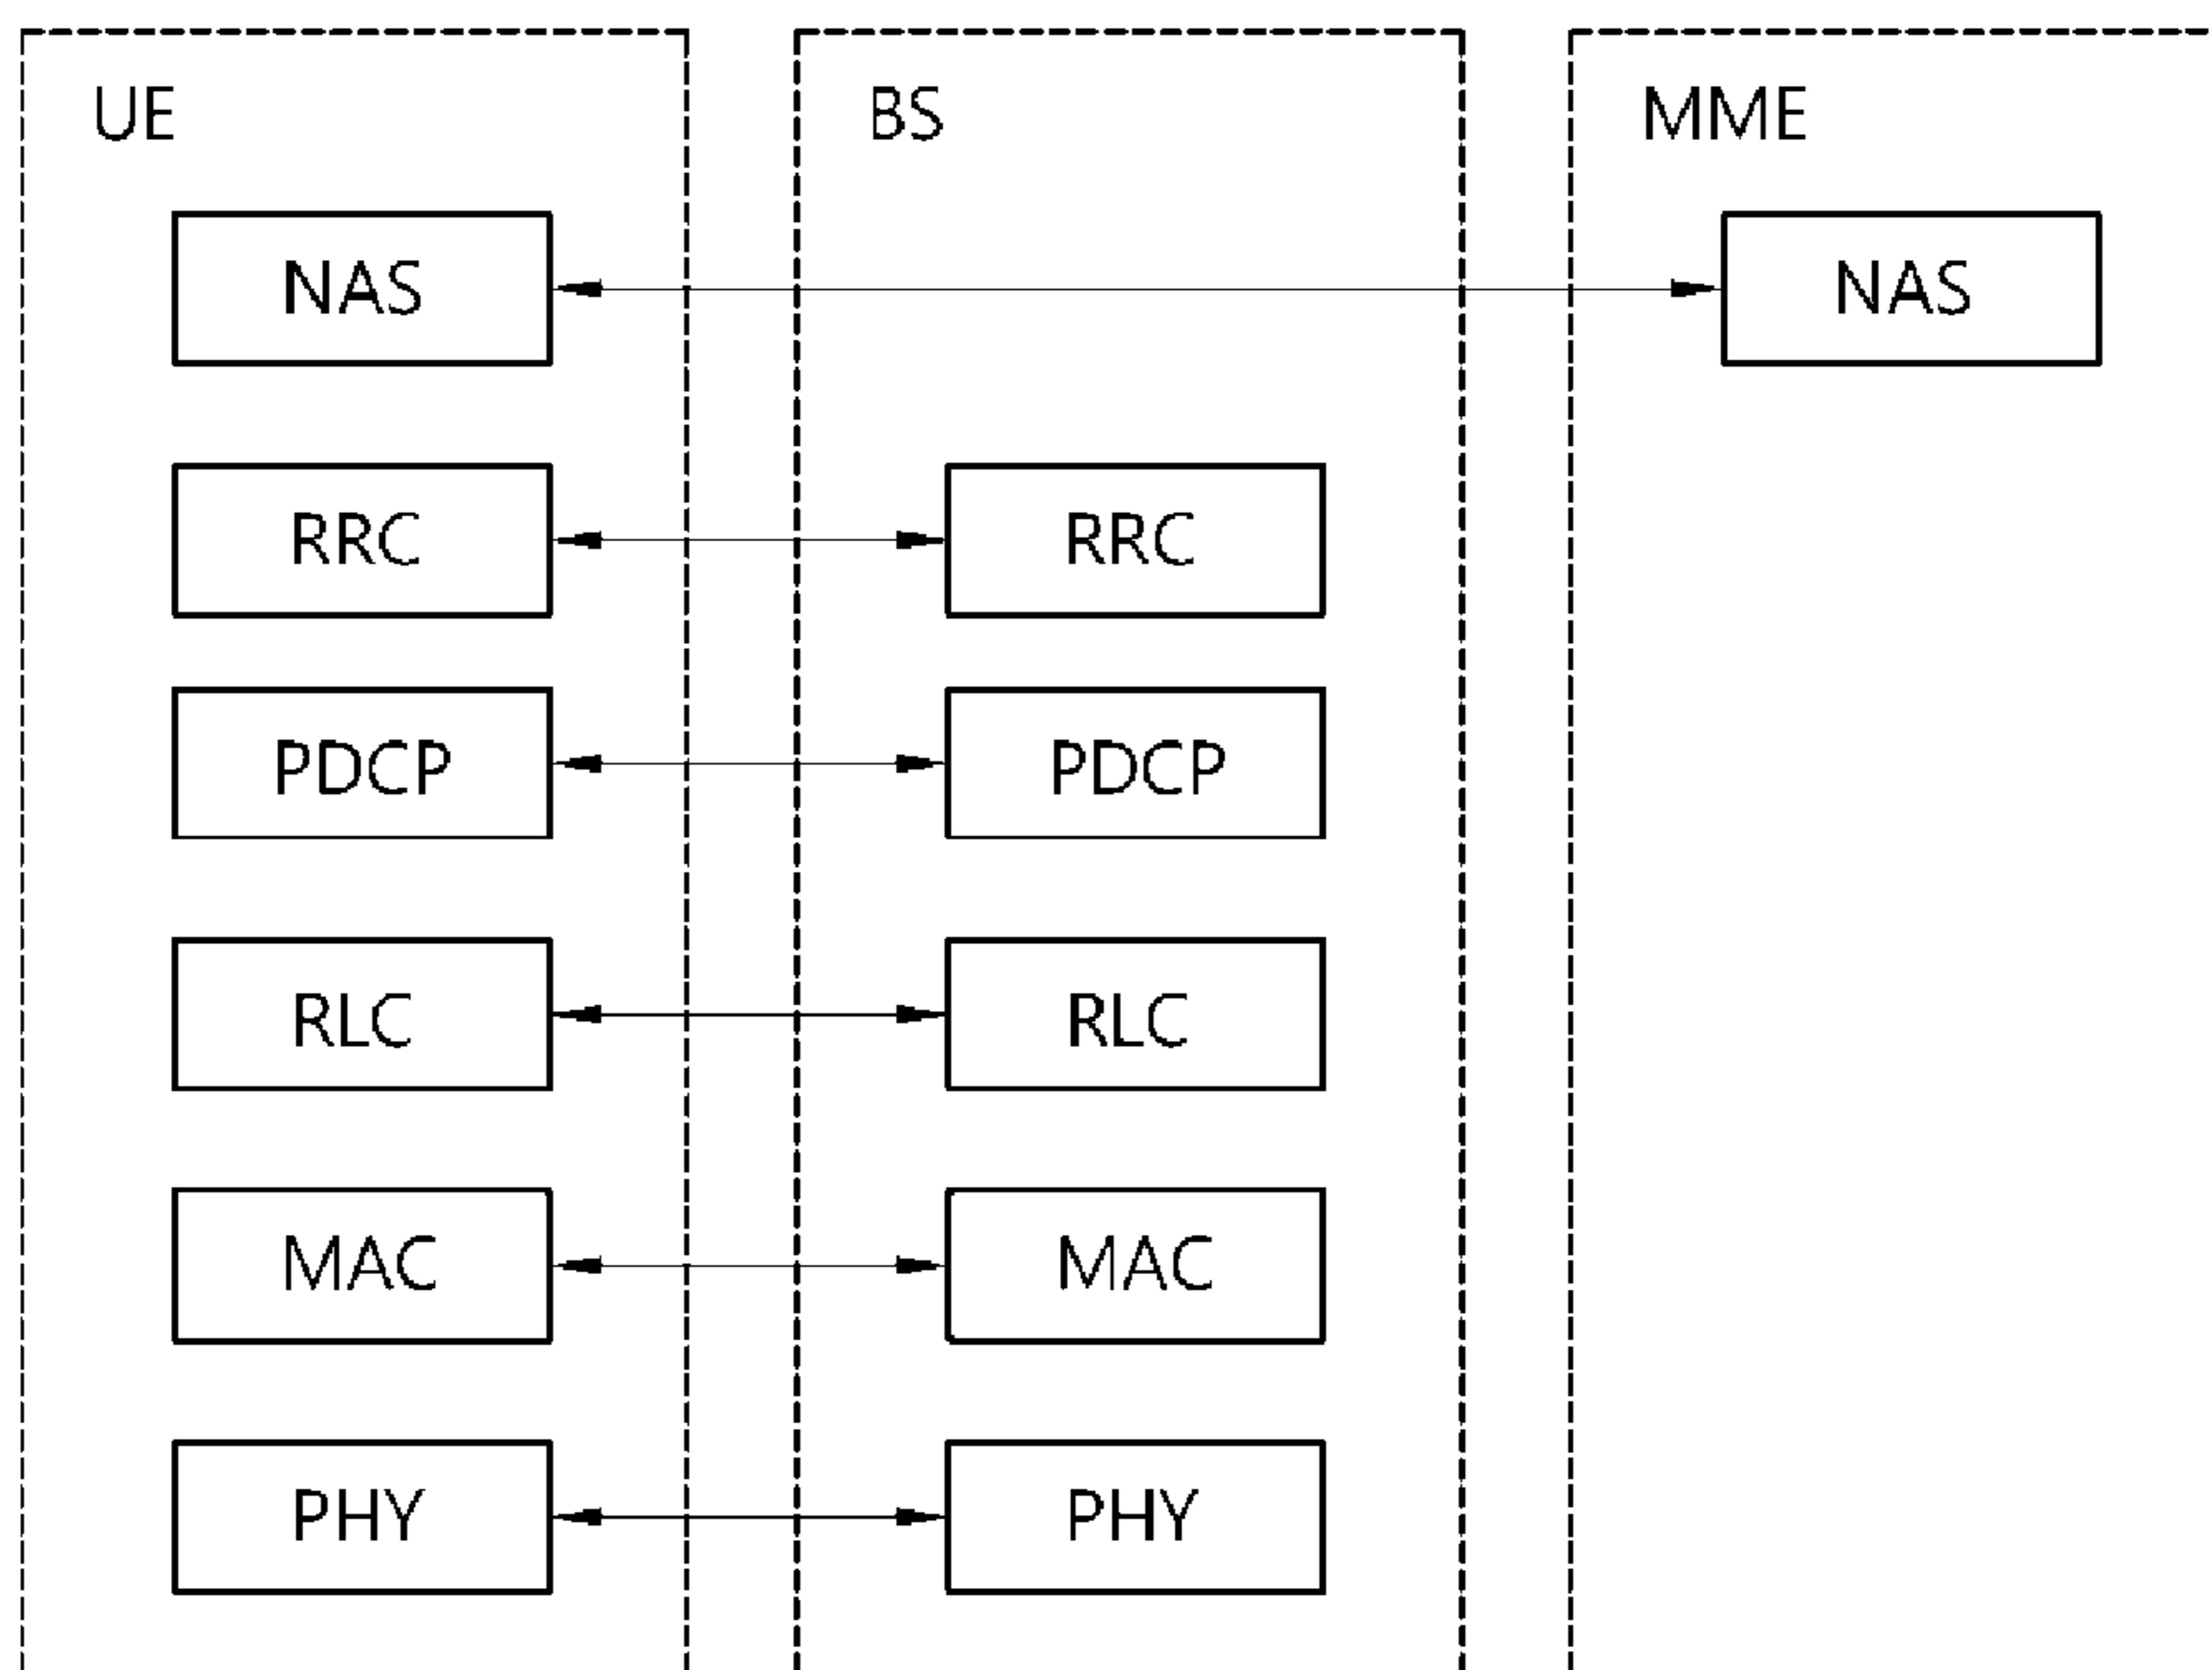 UE BS MME
NAS NAS
RRC RRC
PDCP PDCP
RLC RLC
MAC MAC
PHY PHY